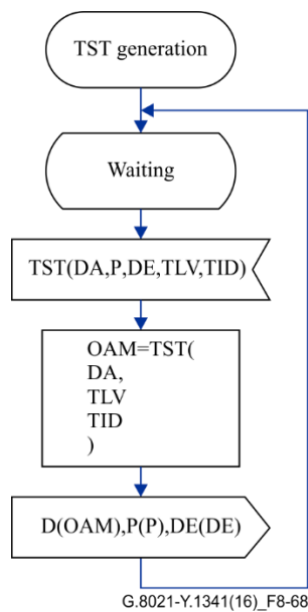 TST generation
Waiting
TST(DA,P,DE,TLV,TID)
OAM=TST(
DA,
TLV
TID
)
D(OAM),P(P),DE(DE)
G.8021-Y.1341(16)_F8-68